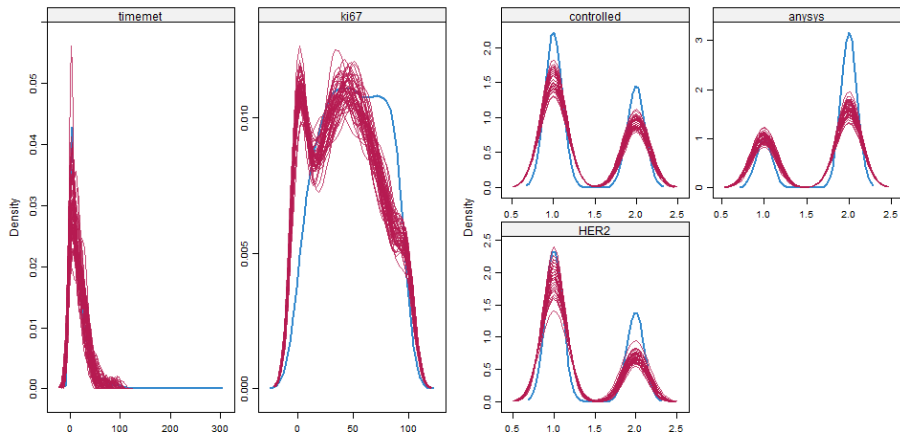 timemet
ki67
controlled
anysys
Density
0.00 0.01 0.02 0.03 0.04 0.05
0 100 200 300
0.000 0.005 0.010
0 50 100
Density
0.0 0.5 1.0 1.5 2.0
0.5 1.0 1.5 2.0 2.5
0 1 2 3
0.5 1.0 1.5 2.0 2.5
HER2
0.0 0.5 1.0 1.5 2.0 2.5
0.5 1.0 1.5 2.0 2.5